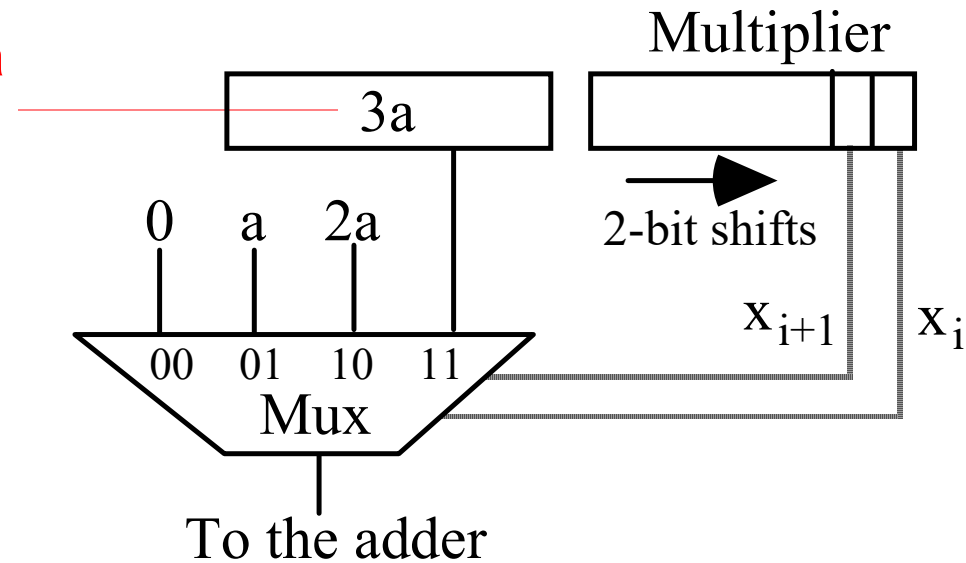 Multiplier
3a
0 a 2a
2-bit shifts
x i+1 x i
00 01 10 11
Mux
To the adder